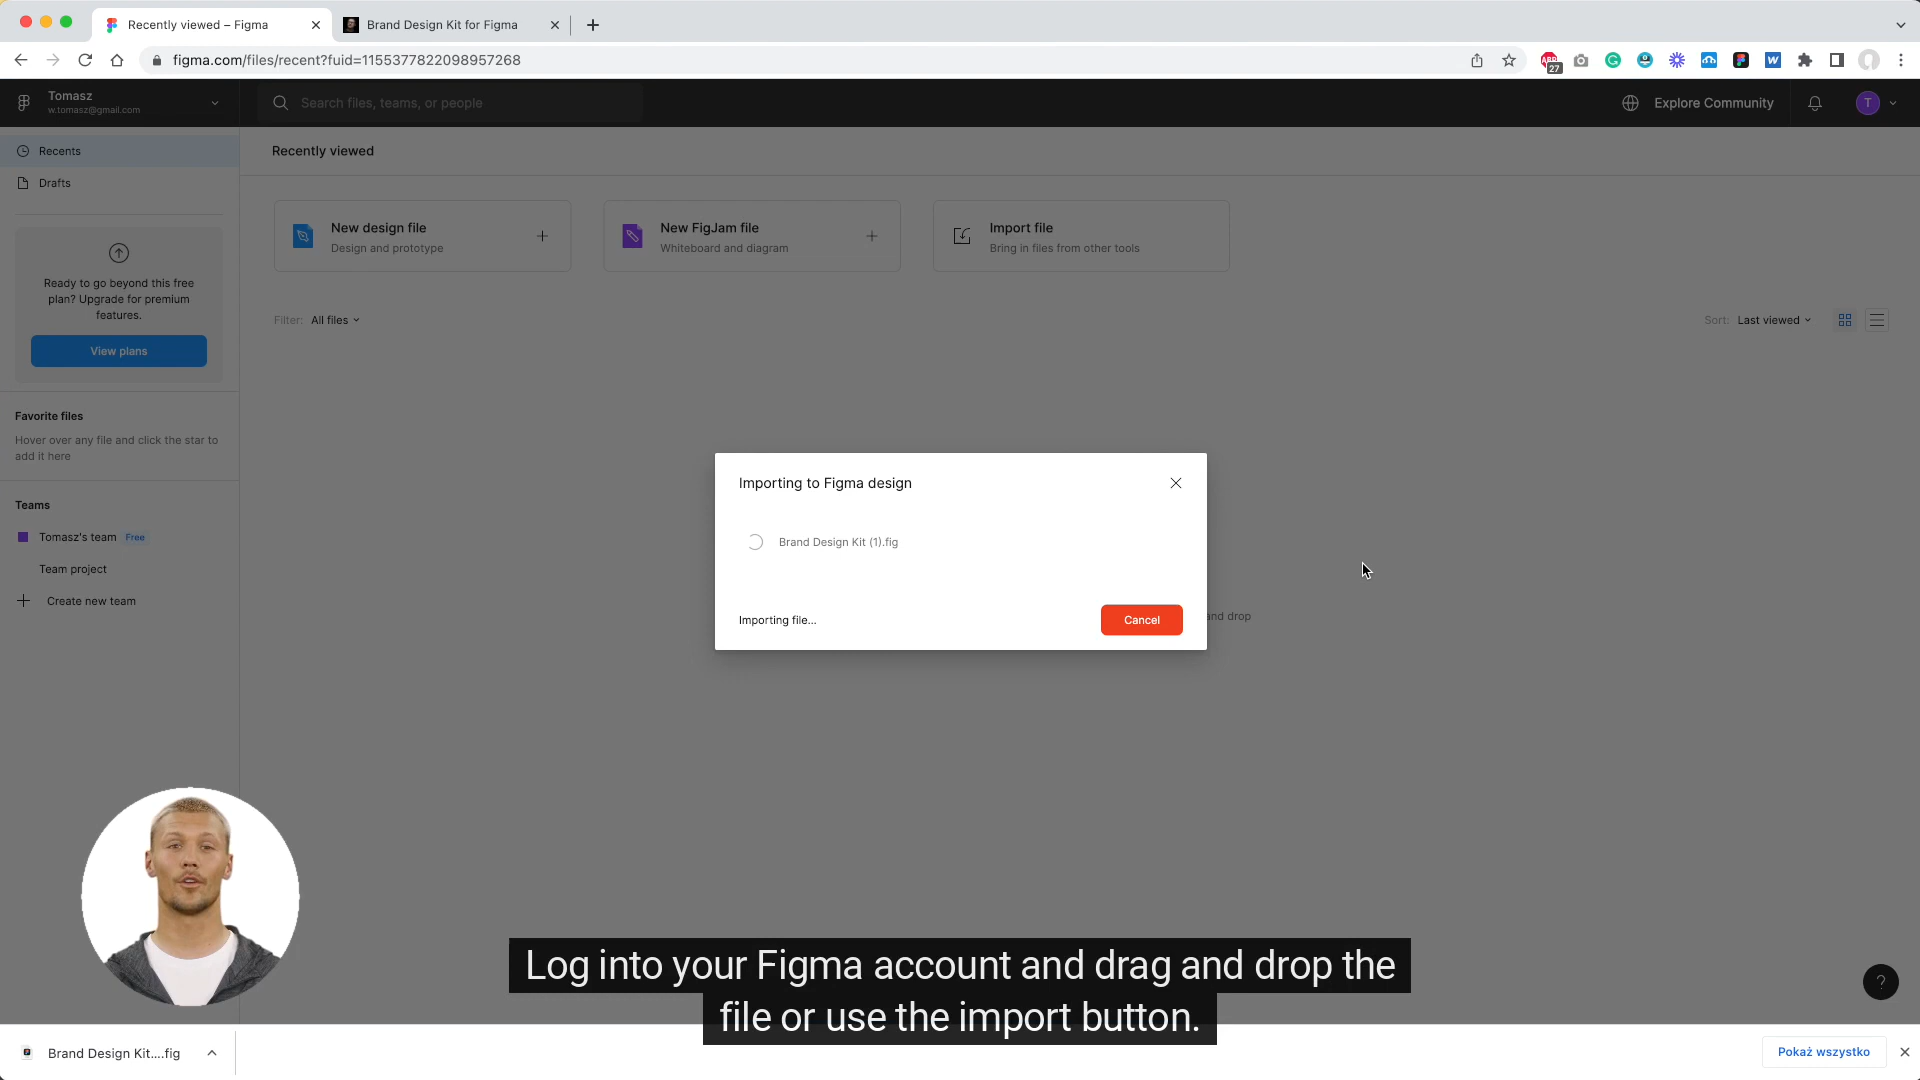 Recently viewed – Figma
Brand Design Kit for Figma
figma.com/files/recent?fuid=1155377822098957268
ABP
27
W
Tomasz
w.tomasz@gmail.com
Search files, teams, or people
Explore Community
T
Recents
Drafts
Ready to go beyond this free
plan? Upgrade for premium
features.
View plans
Favorite files
Hover over any file and click the star to
add it here
Teams
Tomasz's team Free
Team project
Create new team
Recently viewed
New design file
Design and prototype
New FigJam file
Whiteboard and diagram
Import file
Bring in files from other tools
Filter: All files
Sort: Last viewed
Importing to Figma design
Brand Design Kit (1).fig
Importing file...
Cancel
and drop
Log into your Figma account and drag and drop the
file or use the import button.
?
Brand Design Kit....fig
Pokaż wszystko